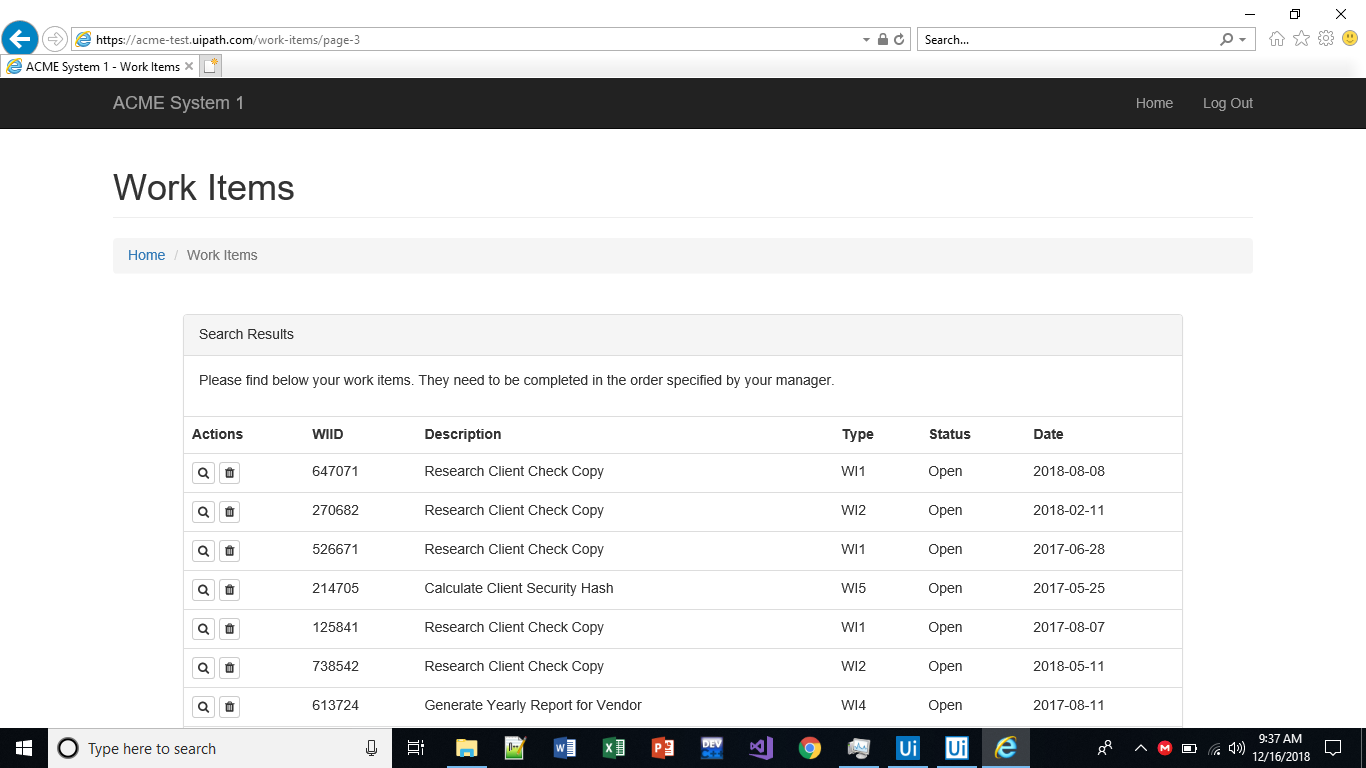 https://acme-test.uipath.com/work-items/page-3
Search...
ACME System 1 - Work Items
ACME System 1
Home
Log Out
Work Items
Home / Work Items
Search Results
Please find below your work items. They need to be completed in the order specified by your manager.
Actions WIID Description Type Status Date
647071 Research Client Check Copy WI1 Open 2018-08-08
270682 Research Client Check Copy WI2 Open 2018-02-11
526671 Research Client Check Copy WI1 Open 2017-06-28
214705 Calculate Client Security Hash WI5 Open 2017-05-25
125841 Research Client Check Copy WI1 Open 2017-08-07
738542 Research Client Check Copy WI2 Open 2018-05-11
613724 Generate Yearly Report for Vendor WI4 Open 2017-08-11
Type here to search
DEV
Ui
Ui
9:37 AM
12/16/2018